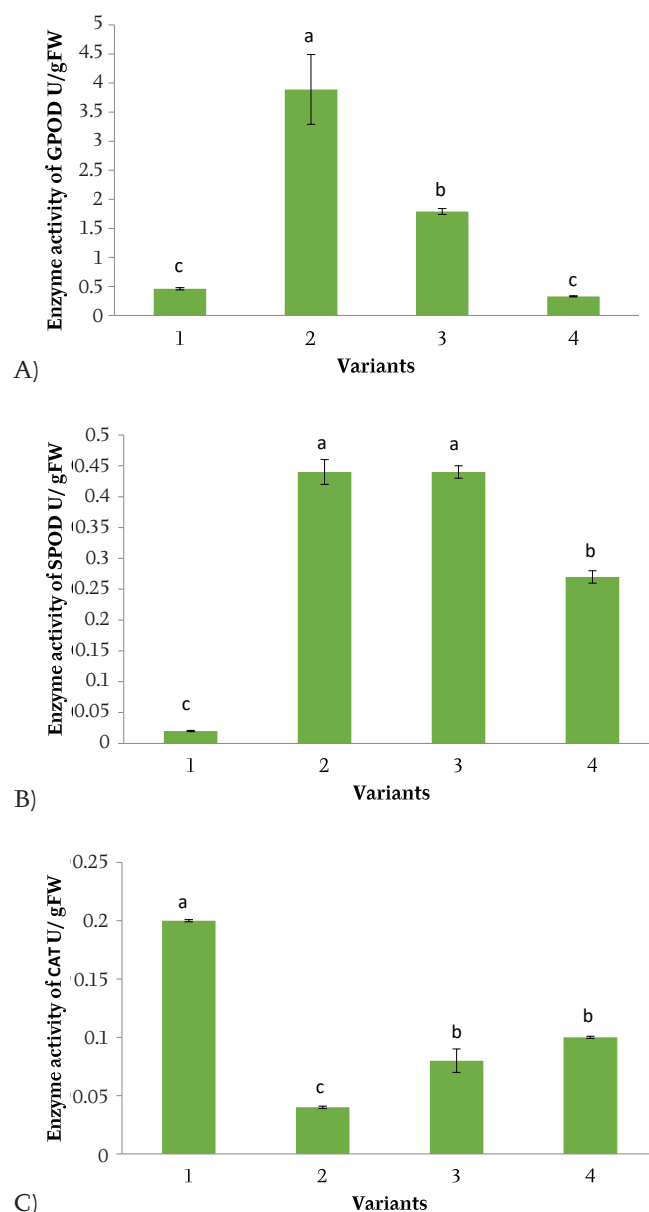 Enzyme activity of GPOD U/gFW
5
4.5
4
3.5
3
2.5
2
1.5
1
0.5
0
c
a
b
c
1 2 3 4
Variants
A)
Enzyme activity of SPOD U/ gFW
0.5
0.45
0.4
0.35
0.3
0.25
0.2
0.15
0.1
0.05
0
c
a
a
b
1 2 3 4
Variants
B)
Enzyme activity of CAT U/ gFW
0.25
0.2
0.15
0.1
0.05
0
a
c
b
b
1 2 3 4
Variants
C)